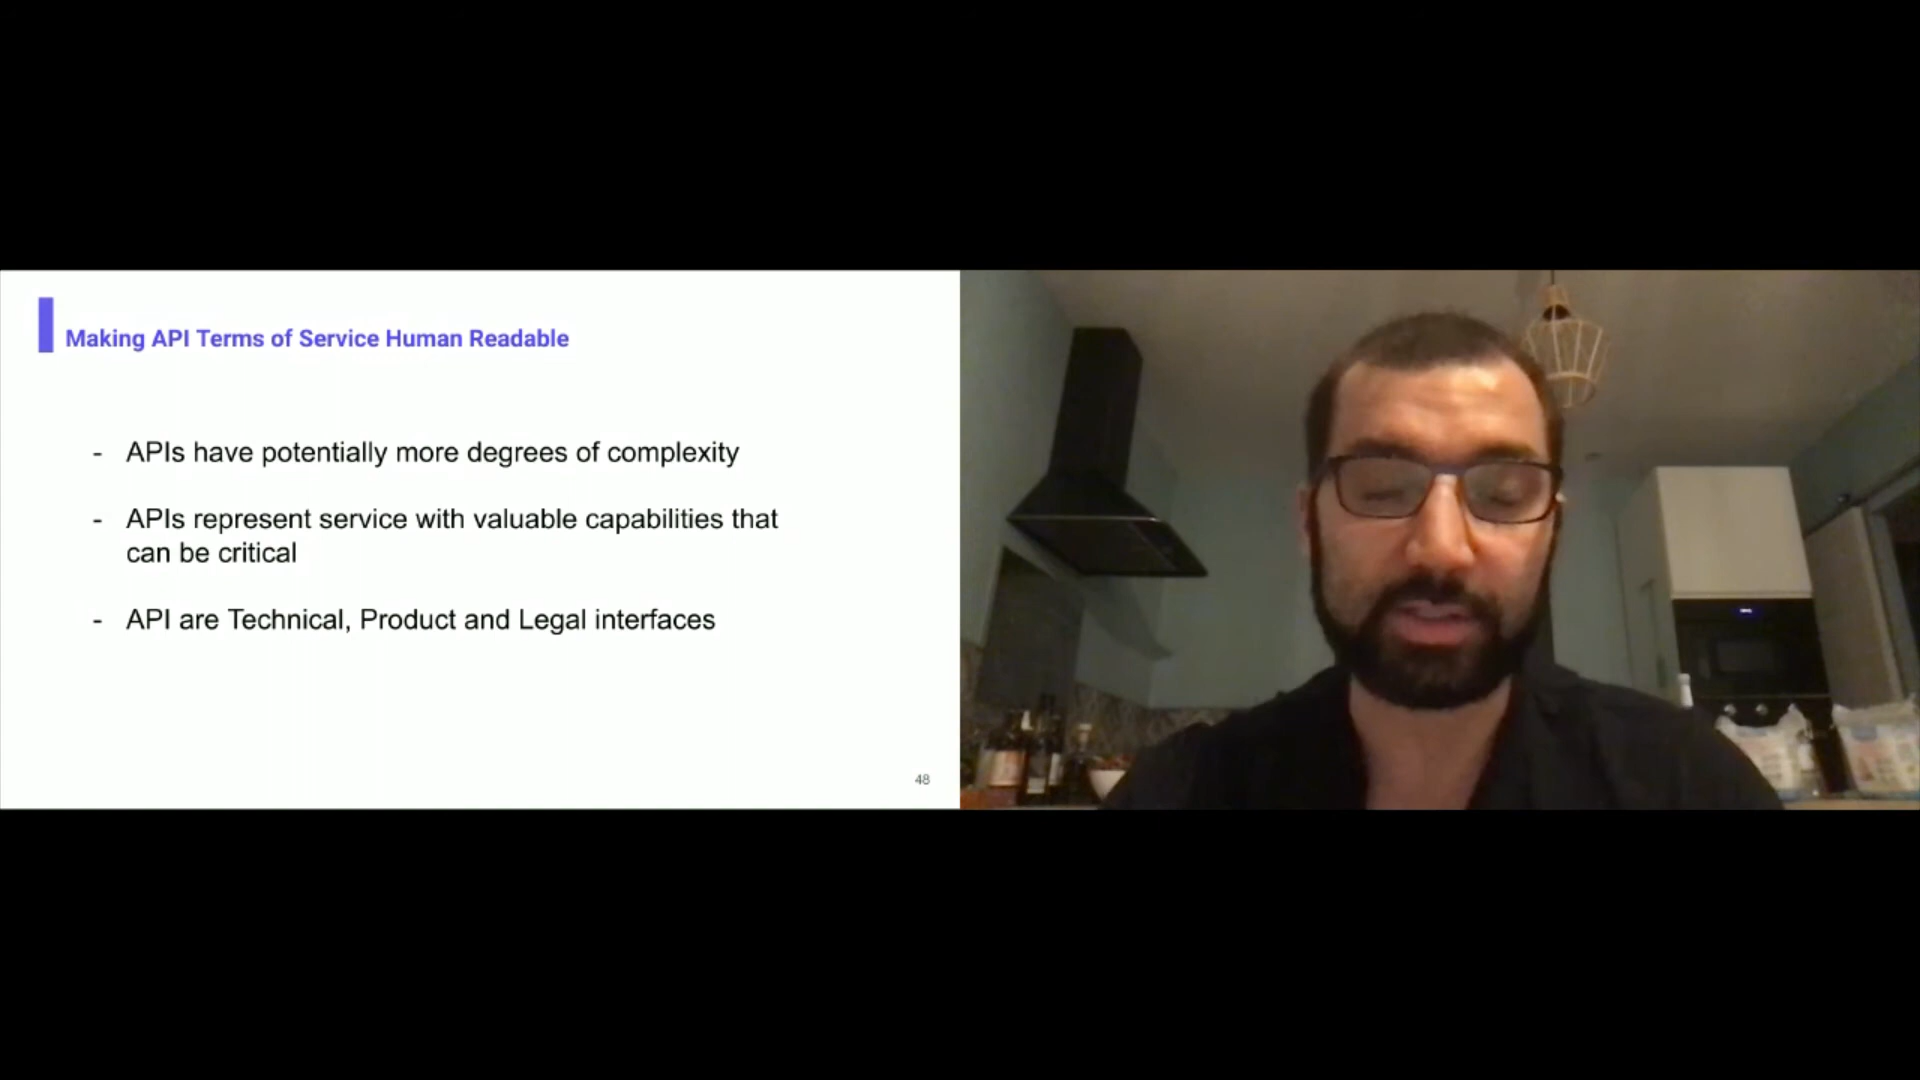 Making API Terms of Service Human Readable
- APIs have potentially more degrees of complexity
- APIs represent service with valuable capabilities that
can be critical
- API are Technical, Product and Legal interfaces
48